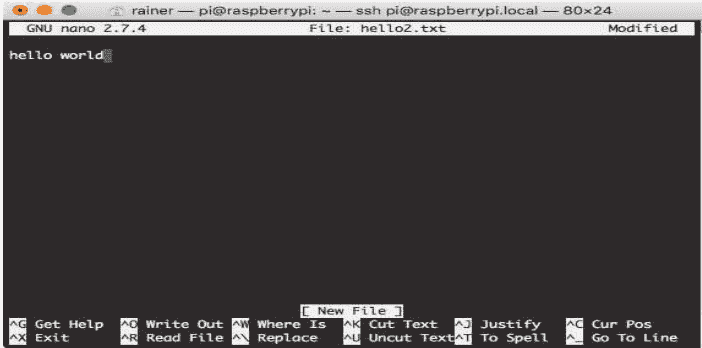 rainer — pi@raspberrypi: ~ — ssh pi@raspberrypi.local — 80×24
GNU nano 2.7.4 File: hello2.txt Modified
hello world
[ New File ]
^G Get Help ^O Write Out ^W Where Is ^K Cut Text ^J Justify ^C Cur Pos
^X Exit ^R Read File ^\ Replace ^U Uncut Text ^T To Spell ^_ Go To Line